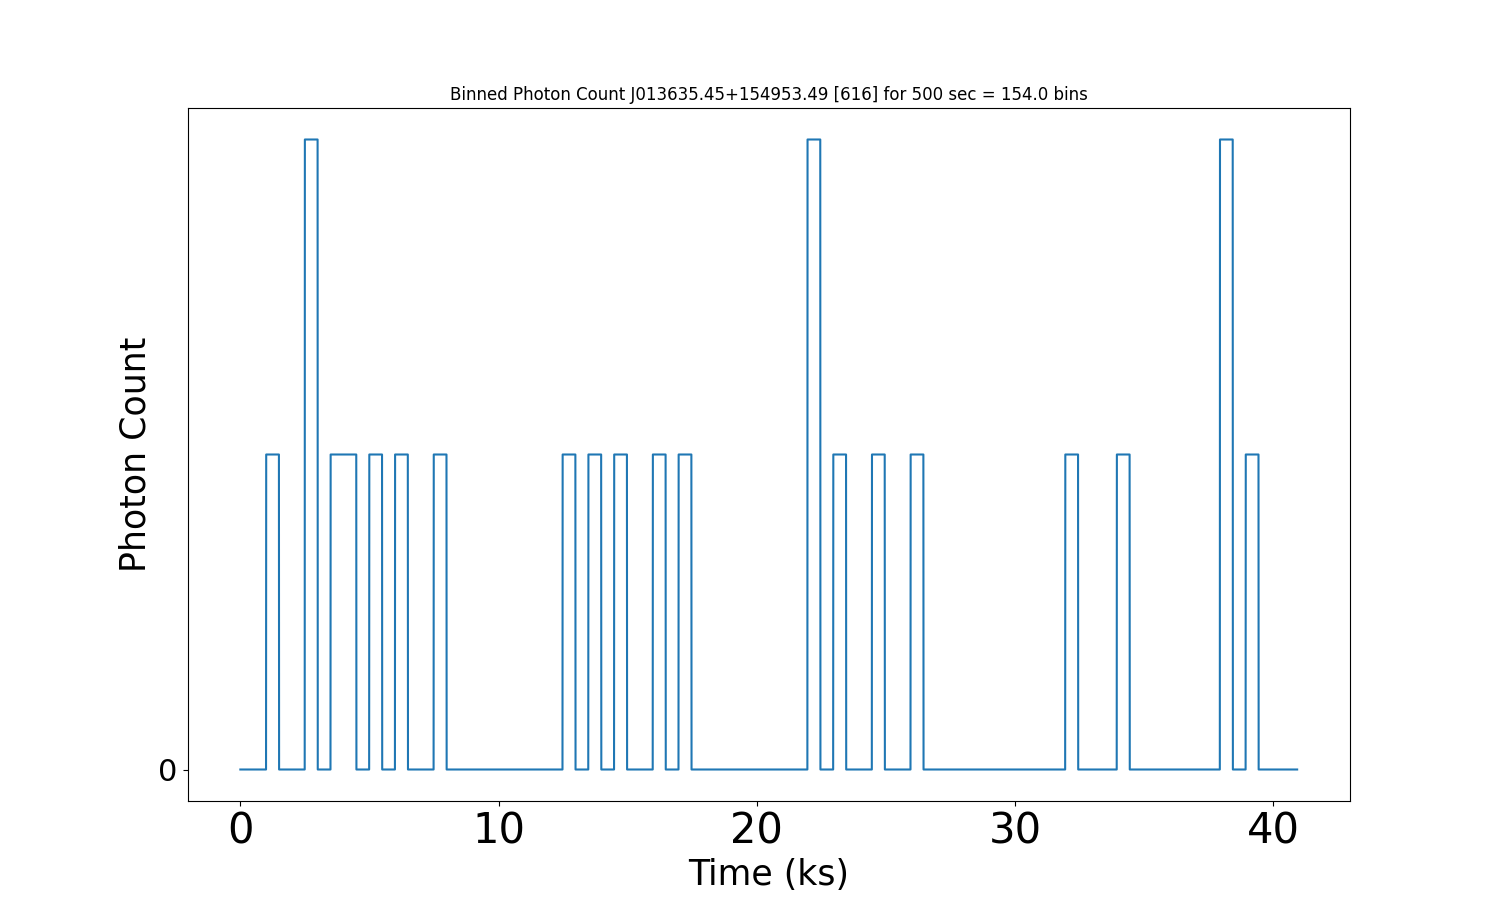 Binned Photon Count J013635.45+154953.49 [616] for 500 sec = 154.0 bins
Photon Count
0
0 10 20 30 40
Time (ks)